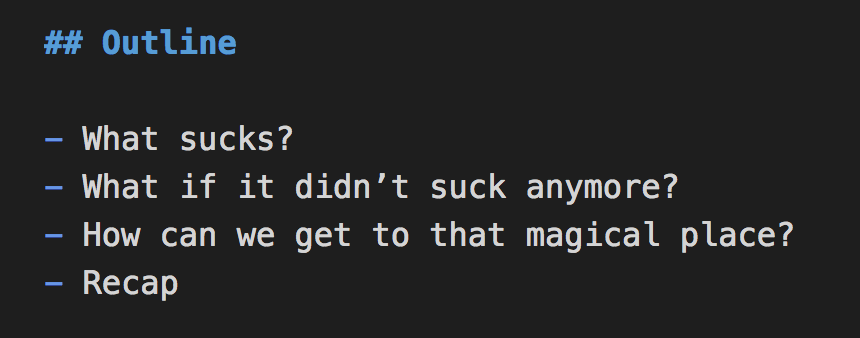 ## Outline
- What sucks?
- What if it didn’t suck anymore?
- How can we get to that magical place?
- Recap